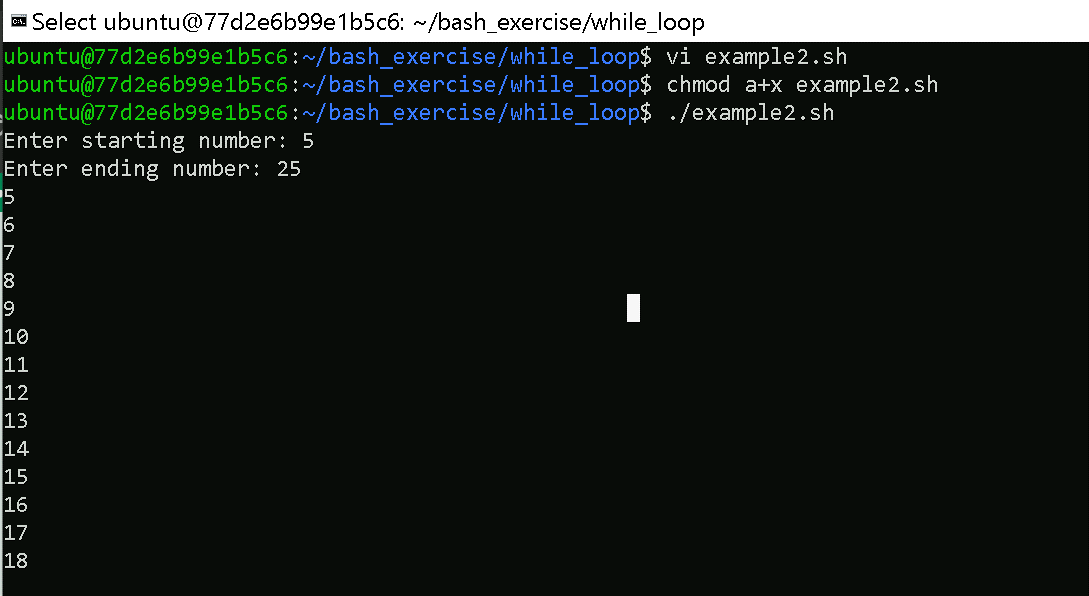 Select ubuntu@77d2e6b99e1b5c6: ~/bash_exercise/while_loop
ubuntu@77d2e6b99e1b5c6:~/bash_exercise/while_loop$ vi example2.sh
ubuntu@77d2e6b99e1b5c6:~/bash_exercise/while_loop$ chmod a+x example2.sh
ubuntu@77d2e6b99e1b5c6:~/bash_exercise/while_loop$ ./example2.sh
Enter starting number: 5
Enter ending number: 25
5
6
7
8
9
10
11
12
13
14
15
16
17
18